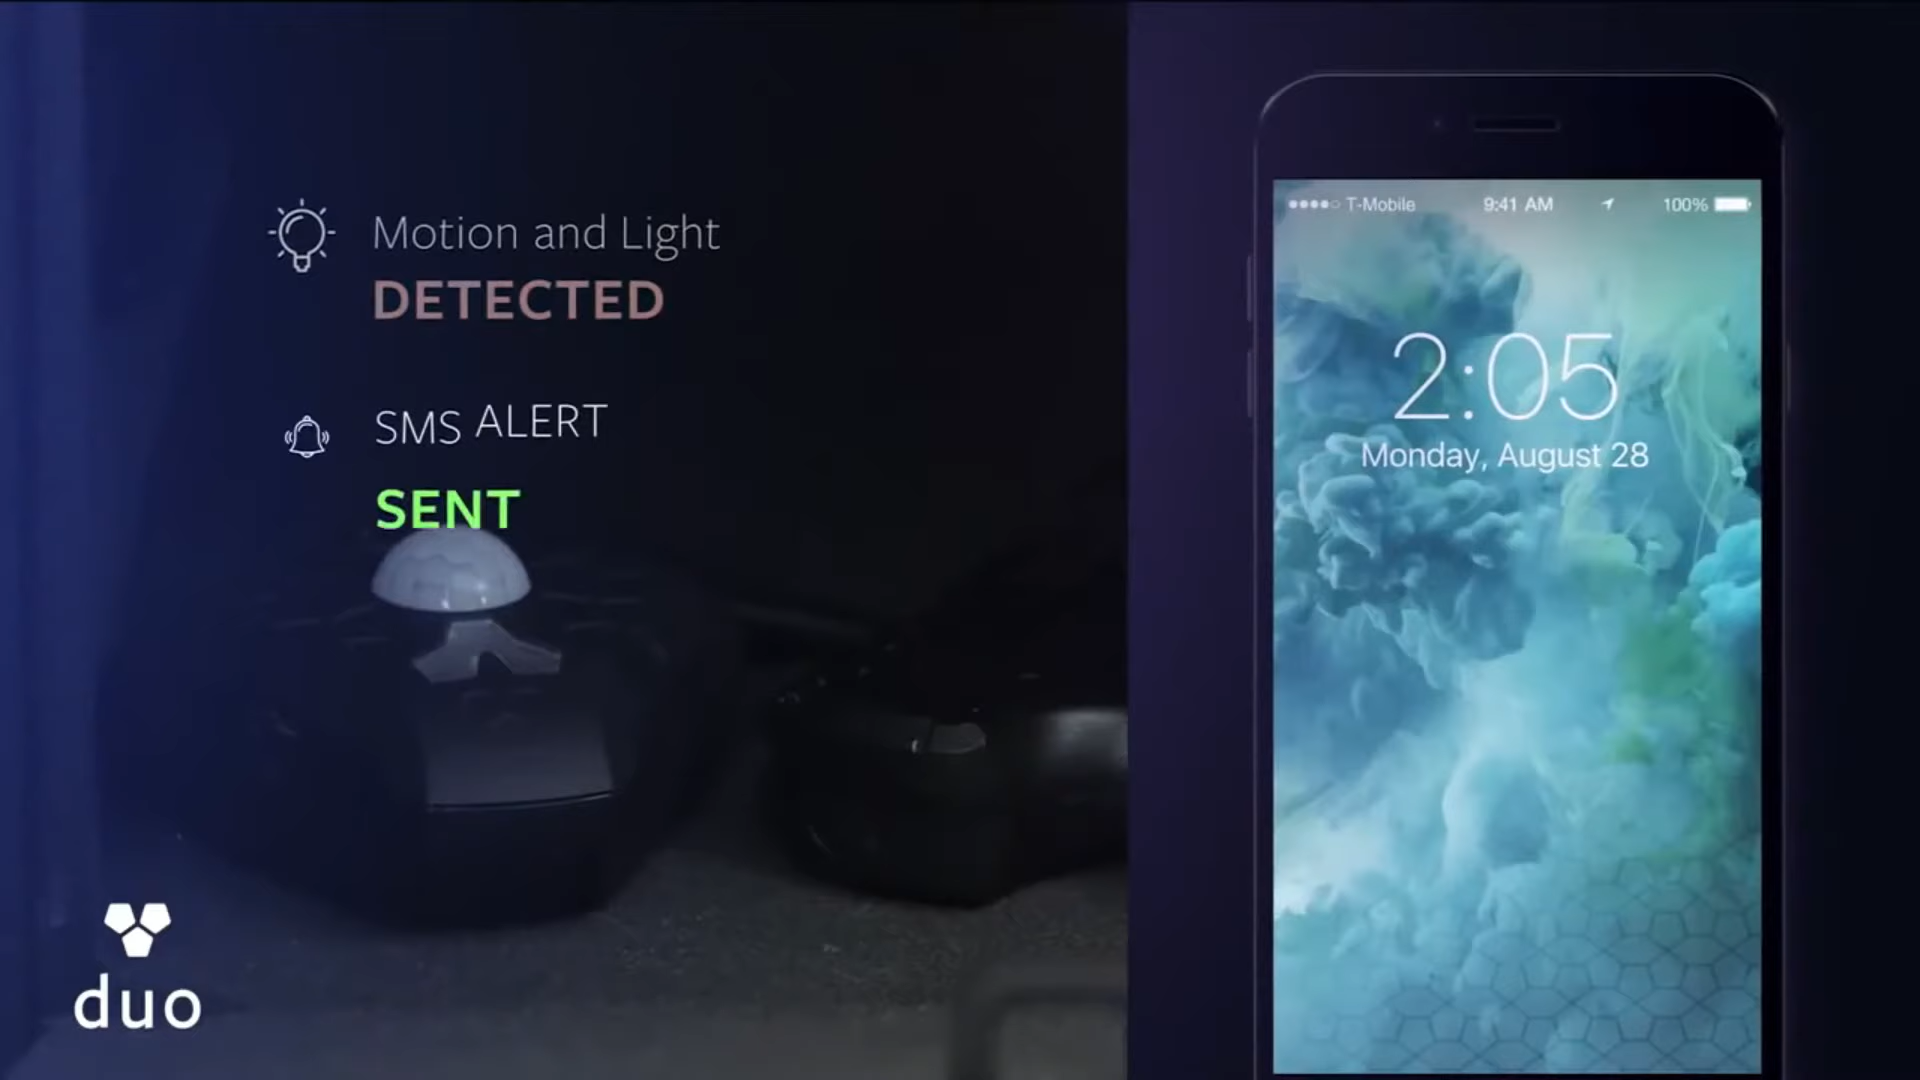 Motion and Light
DETECTED
SMS ALERT
SENT
duo
T-Mobile 9:41 AM 100%
2:05
Monday, August 28